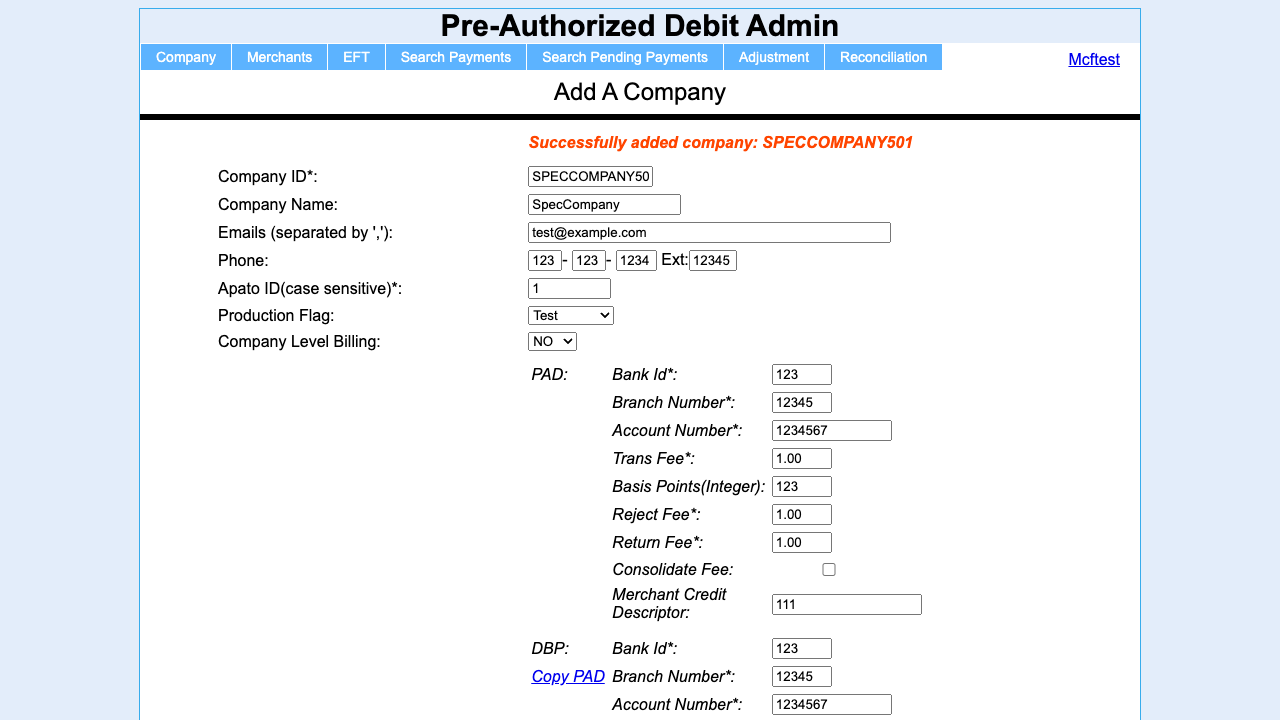 Pre-Authorized Debit Admin
Company Merchants EFT Search Payments Search Pending Payments Adjustment Reconciliation Mcftest
Add A Company
Successfully added company: SPECCOMPANY501
Company ID*: SPECCOMPANY50
Company Name: SpecCompany
Emails (separated by ','): test@example.com
Phone: 123 - 123 - 1234 Ext: 12345
Apato ID(case sensitive)*: 1
Production Flag: Test
Company Level Billing: NO
PAD: Bank Id*: 123
Branch Number*: 12345
Account Number*: 1234567
Trans Fee*: 1.00
Basis Points(Integer): 123
Reject Fee*: 1.00
Return Fee*: 1.00
Consolidate Fee:
Merchant Credit
Descriptor: 111
DBP: Bank Id*: 123
Copy PAD Branch Number*: 12345
Account Number*: 1234567